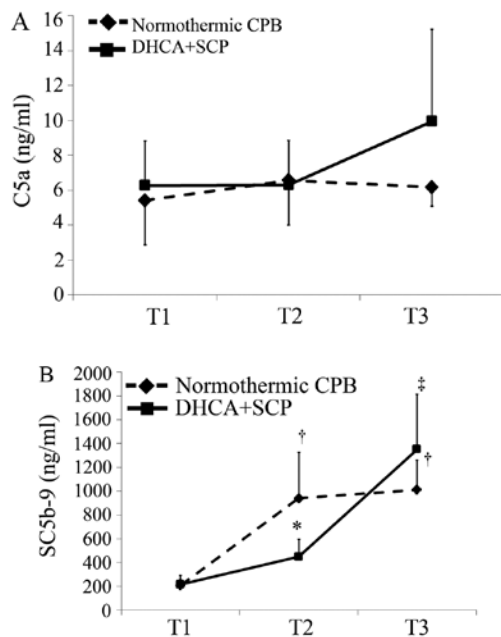 A
Normothermic CPB
DHCA+SCP
C5a (ng/ml)
16
14
12
10
8
6
4
2
0
T1 T2 T3
B
Normothermic CPB
DHCA+SCP
SC5b-9 (ng/ml)
2000
1800
1600
1400
1200
1000
800
600
400
200
0
†
*
‡
†
T1 T2 T3